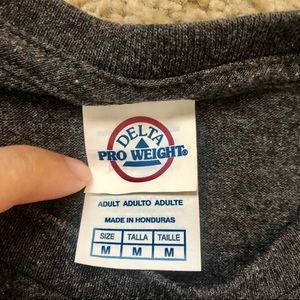 DELTA
PRO WEIGHT®
ADULT ADULTO ADULTE
MADE IN HONDURAS
SIZE TALLA TAILLE
M M M